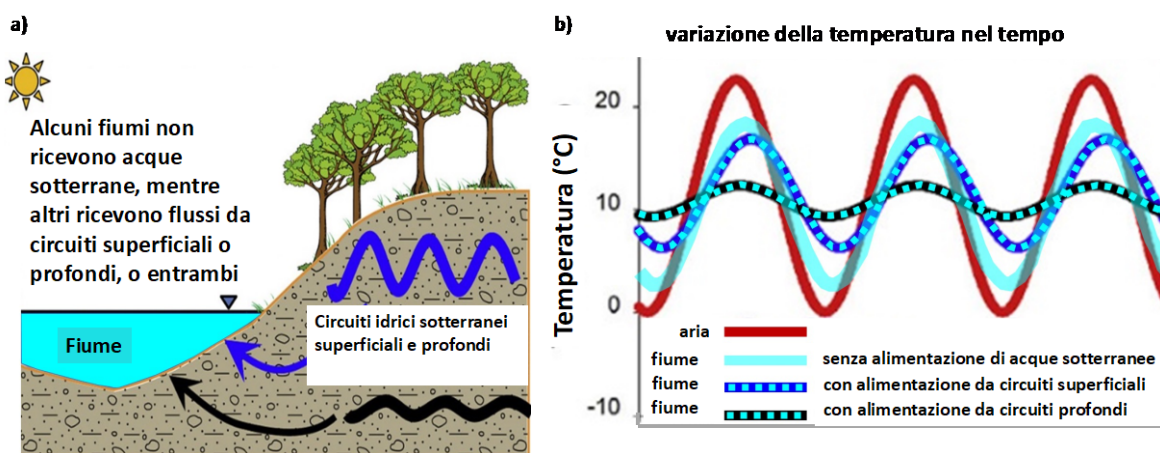 a)
Alcuni fiumi non
ricevono acque
sotterrane, mentre
altri ricevono flussi da
circuiti superficiali o
profondi, o entrambi
Fiume
Circuiti idrici sotterranei
superficiali e profondi
b)
variazione della temperatura nel tempo
Temperatura (°C)
20
10
0
-10
aria
fiume senza alimentazione di acque sotterranee
fiume con alimentazione da circuiti superficiali
fiume con alimentazione da circuiti profondi